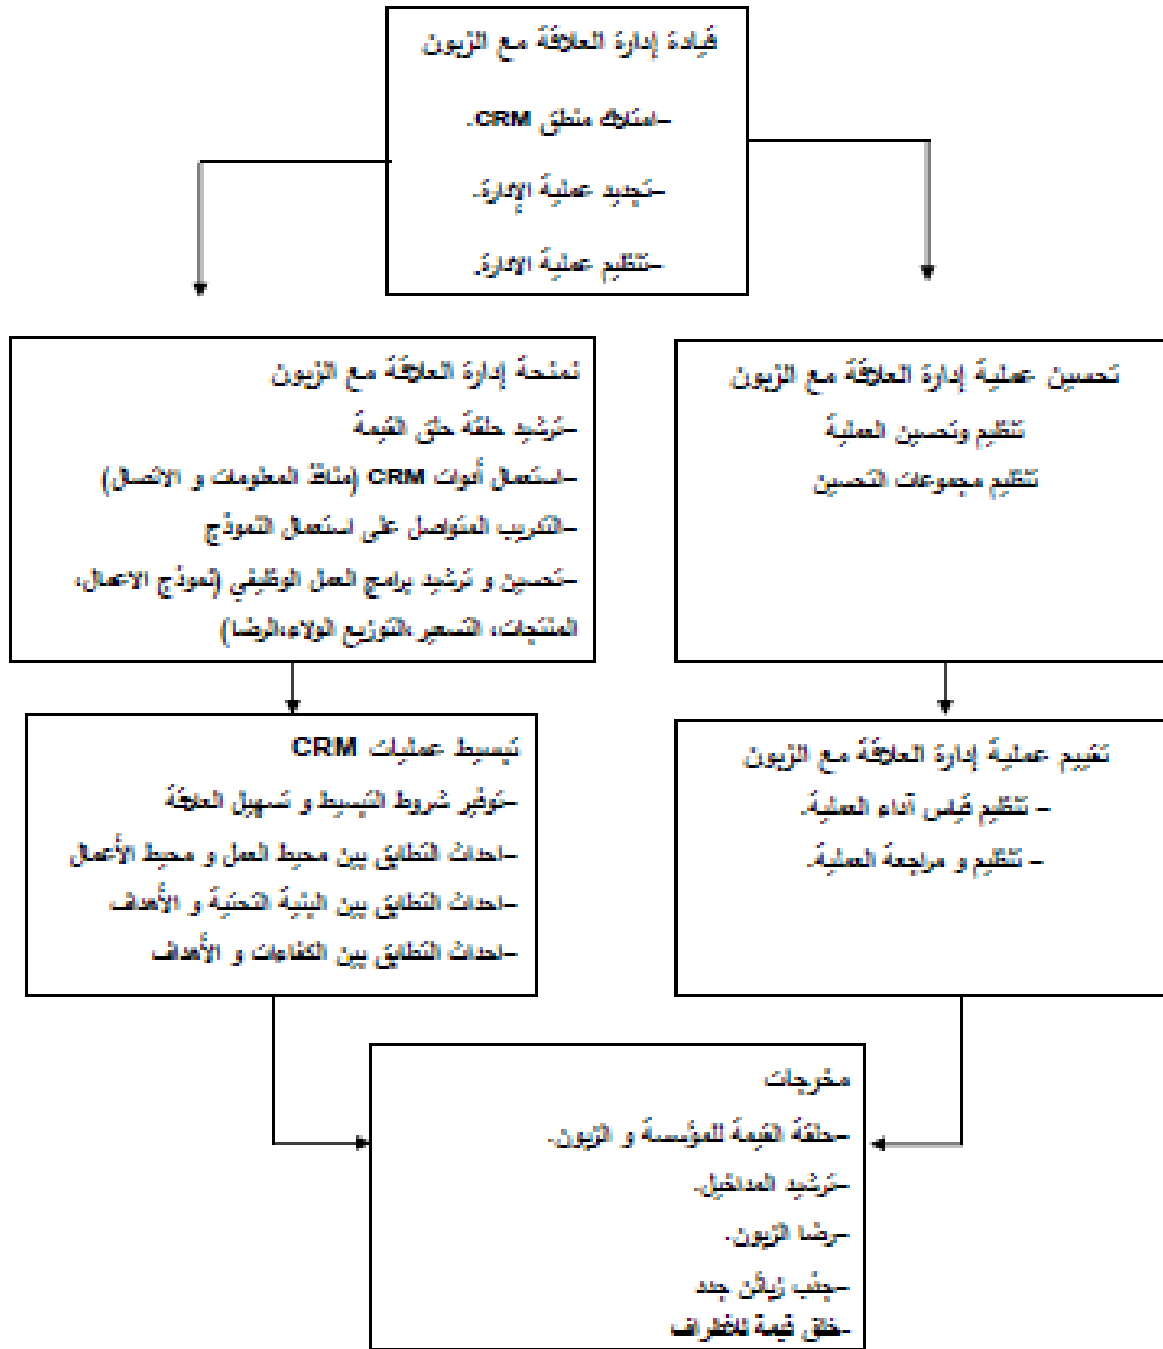 قيادة إدارة العلاقة مع الزبون
-امتلاك منطق CRM.
-تجديد عملية الإدارة.
-تنظيم عملية الإدارة.
نمذجة إدارة العلاقة مع الزبون
-ترشيد حلقة خلق القيمة
-استعمال أدوات CRM (مناقذ المعلومات و الاتصال)
-التدريب المتواصل على استعمال النموذج
-تحسين و ترشيد برامج العمل الوظيفي (نموذج الاعمال،
المنتجات، التسعير ،التوزيع الولاء،الرضا)
تحسين عملية إدارة العلاقة مع الزبون
تنظيم وتحسين العملية
تنظيم مجموعات التحسين
تبسيط عمليات CRM
-توفير شروط التبسيط و تسهيل العلاقة
-احداث التطابق بين محيط العمل و محيط الأعمال
-احداث التطابق بين البنية التحتية و الأهداف
-احداث التطابق بين الكفاءات و الأهداف
تقييم عملية إدارة العلاقة مع الزبون
- تنظيم قياس آداء العملية.
- تنظيم و مراجعة العملية.
مخرجات
-حلقة القيمة للمؤسسة و الزبون.
-ترشيد المداخيل.
-رضا الزبون.
-جذب زبائن جدد
-خلق قيمة للأطراف